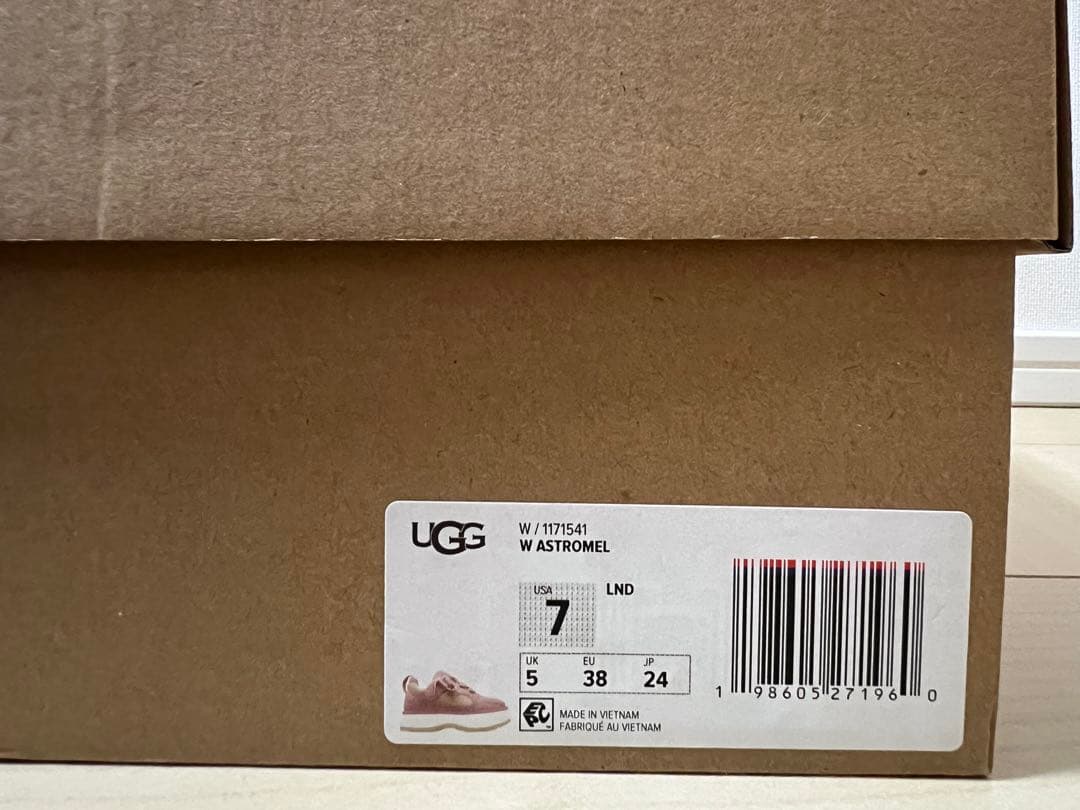 UGG
W / 1171541
W ASTROMEL
USA
7
LND
UK EU JP
5 38 24
EPC
MADE IN VIETNAM
FABRIQUÉ AU VIETNAM
1 98605 27196 0